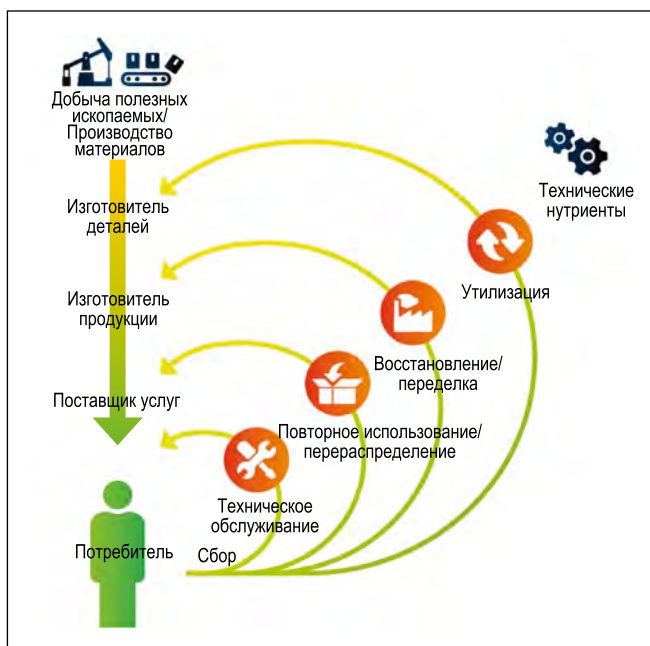 Добыча полезных
ископаемых/
Производство
материалов
Технические
нутриенты
Изготовитель
деталей
Утилизация
Изготовитель
продукции
Восстановление/
переделка
Поставщик услуг
Повторное использование/
перераспределение
Техническое
обслуживание
Потребитель
Сбор